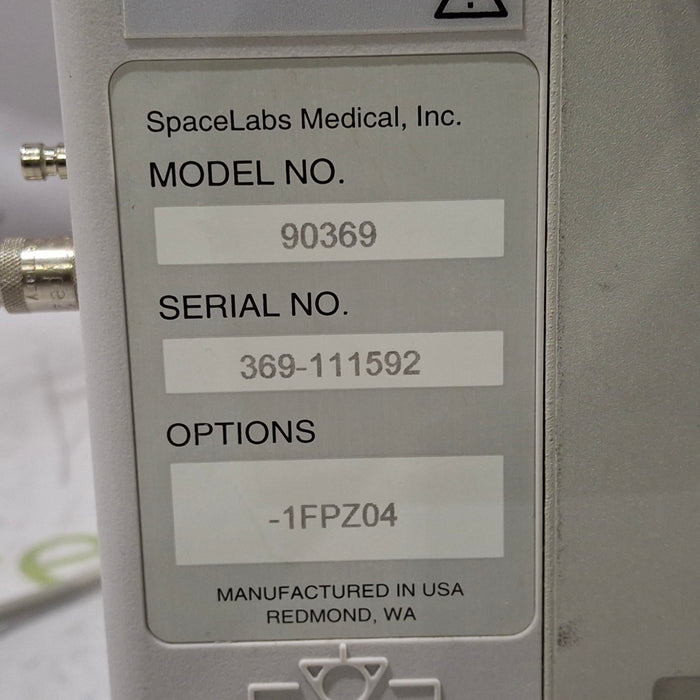 SpaceLabs Medical, Inc.
MODEL NO.
90369
SERIAL NO.
369-111592
OPTIONS
-1FPZ04
MANUFACTURED IN USA
REDMOND, WA